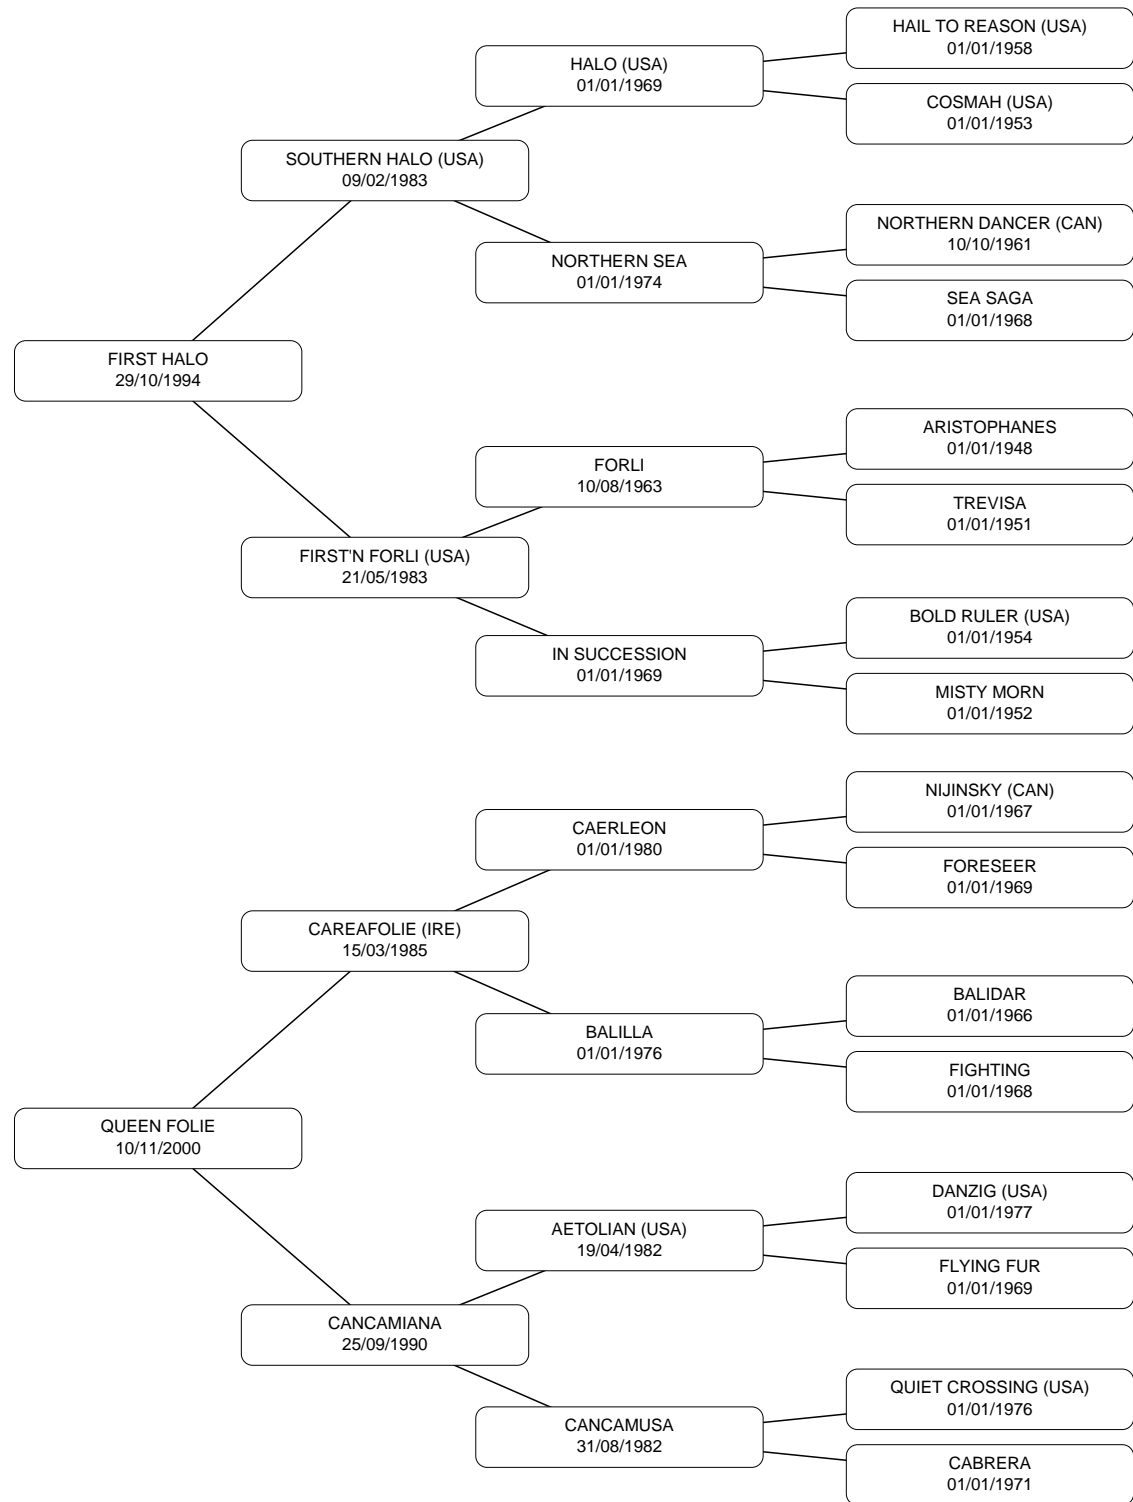 HAIL TO REASON (USA)
01/01/1958
HALO (USA)
01/01/1969
COSMAH (USA)
01/01/1953
SOUTHERN HALO (USA)
09/02/1983
NORTHERN DANCER (CAN)
10/10/1961
NORTHERN SEA
01/01/1974
SEA SAGA
01/01/1968
FIRST HALO
29/10/1994
ARISTOPHANES
01/01/1948
FORLI
10/08/1963
TREVISA
01/01/1951
FIRST'N FORLI (USA)
21/05/1983
BOLD RULER (USA)
01/01/1954
IN SUCCESSION
01/01/1969
MISTY MORN
01/01/1952
NIJINSKY (CAN)
01/01/1967
CAERLEON
01/01/1980
FORESEER
01/01/1969
CAREAFOLIE (IRE)
15/03/1985
BALIDAR
01/01/1966
BALILLA
01/01/1976
FIGHTING
01/01/1968
QUEEN FOLIE
10/11/2000
DANZIG (USA)
01/01/1977
AETOLIAN (USA)
19/04/1982
FLYING FUR
01/01/1969
CANCAMIANA
25/09/1990
QUIET CROSSING (USA)
01/01/1976
CANCAMUSA
31/08/1982
CABRERA
01/01/1971